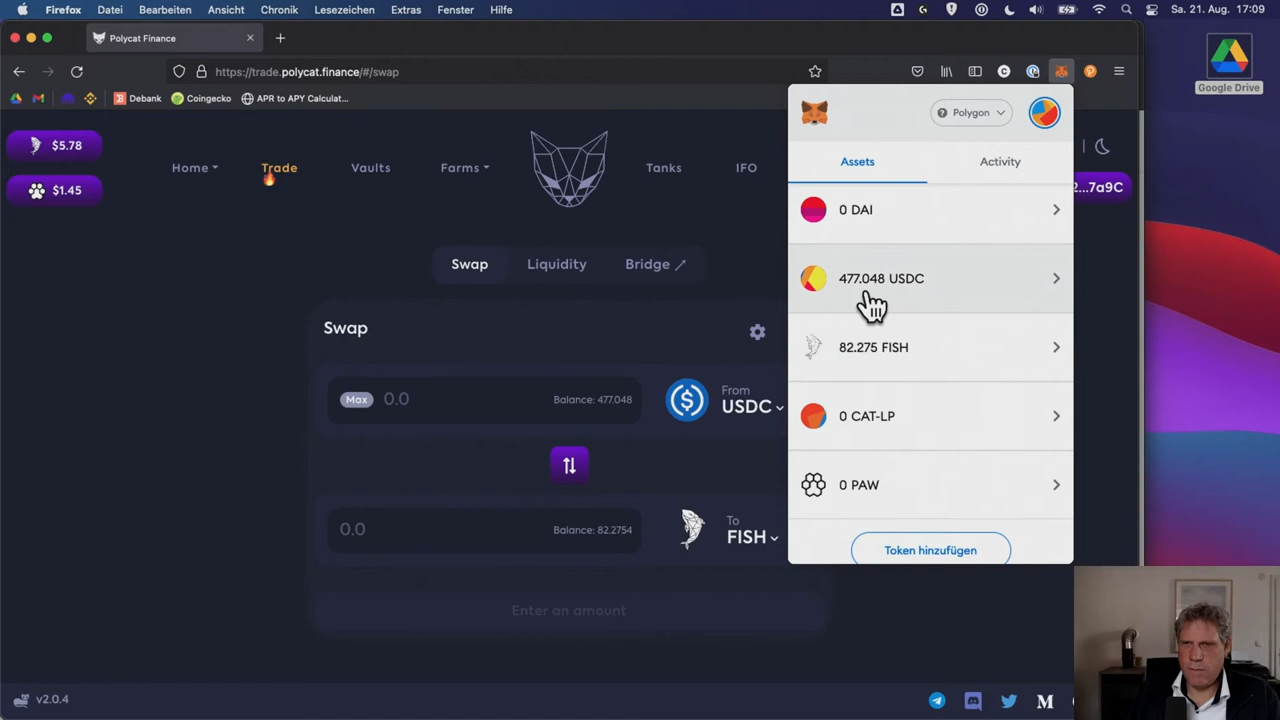 Firefox Datei Bearbeiten Ansicht Chronik Lesezeichen Extras Fenster Hilfe Sa. 21. Aug. 17:09
Polycat Finance
https://trade.polycat.finance/#/swap
Debank Coingecko APR to APY Calculat...
Google Drive
$5.78
$1.45
Home Trade Vaults Farms Tanks IFO
2...7a9C
Swap Liquidity Bridge
Swap
Max 0.0 Balance: 477.048
From
USDC
0.0 Balance: 82.2754
To
FISH
Enter an amount
v2.0.4
Polygon
Assets Activity
0 DAI
477.048 USDC
82.275 FISH
0 CAT-LP
0 PAW
Token hinzufügen